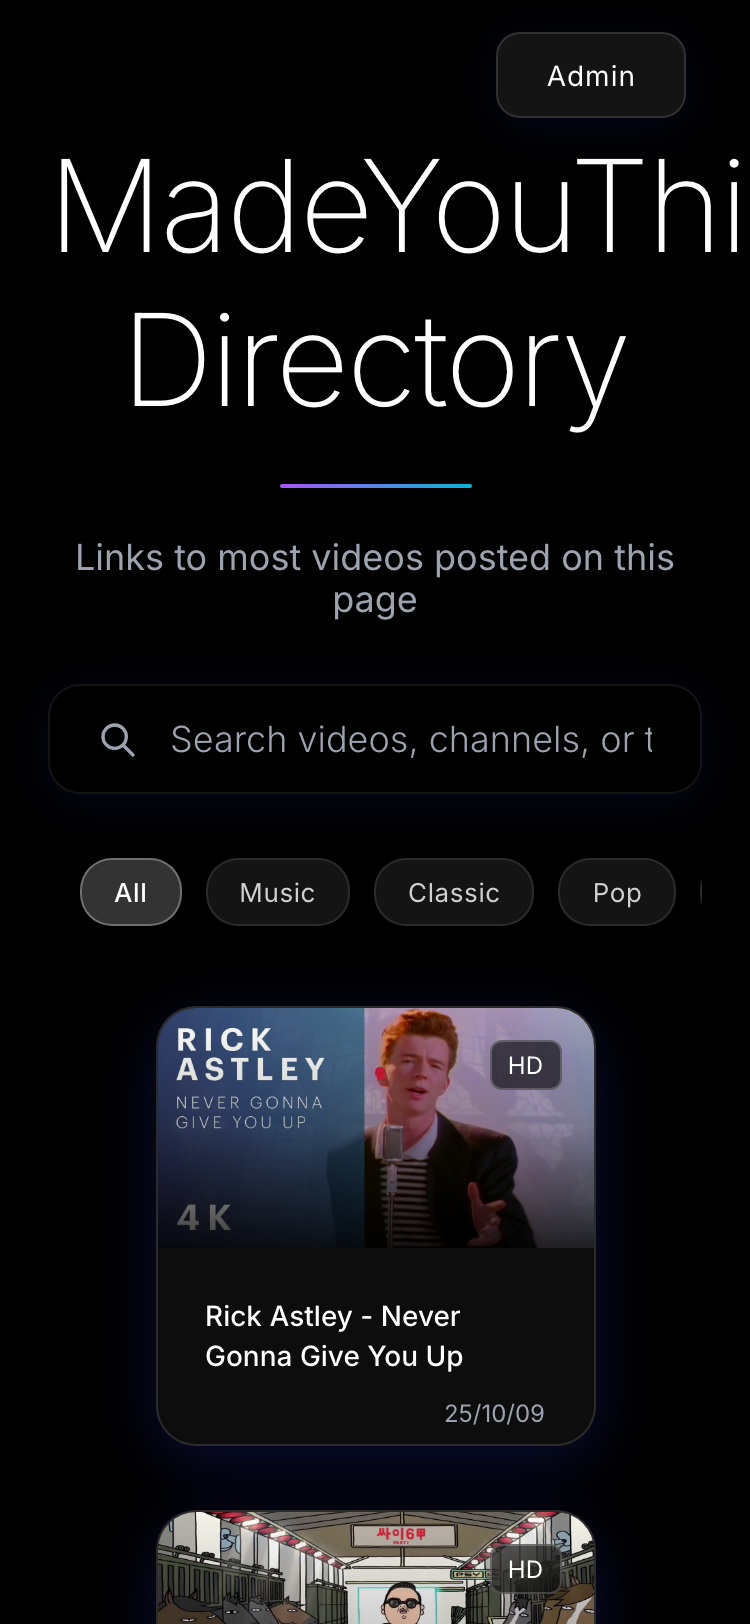 Admin
MadeYouThi
Directory
Links to most videos posted on this
page
Search videos, channels, or t
All Music Classic Pop
RICK
ASTLEY
HD
NEVER GONNA
GIVE YOU UP
4K
Rick Astley - Never
Gonna Give You Up
25/10/09
싸이6甲
PART1
HD
PSY